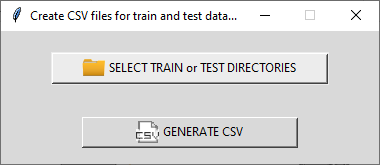 Create CSV files for train and test data...
SELECT TRAIN or TEST DIRECTORIES
CSV GENERATE CSV